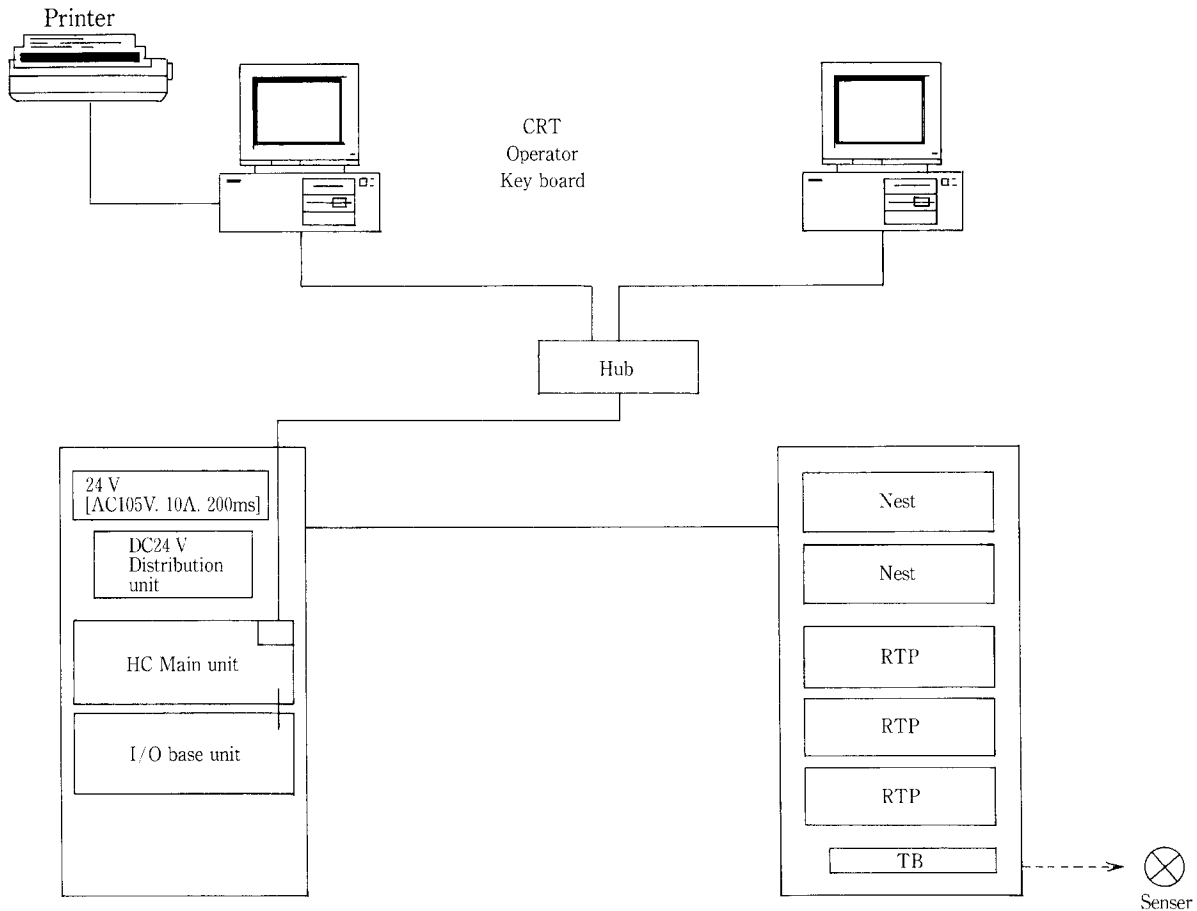 Printer
CRT
Operator
Key board
Hub
24 V
[AC105V. 10A. 200ms]
DC24 V
Distribution
unit
HC Main unit
I/O base unit
Nest
Nest
RTP
RTP
RTP
TB
Senser